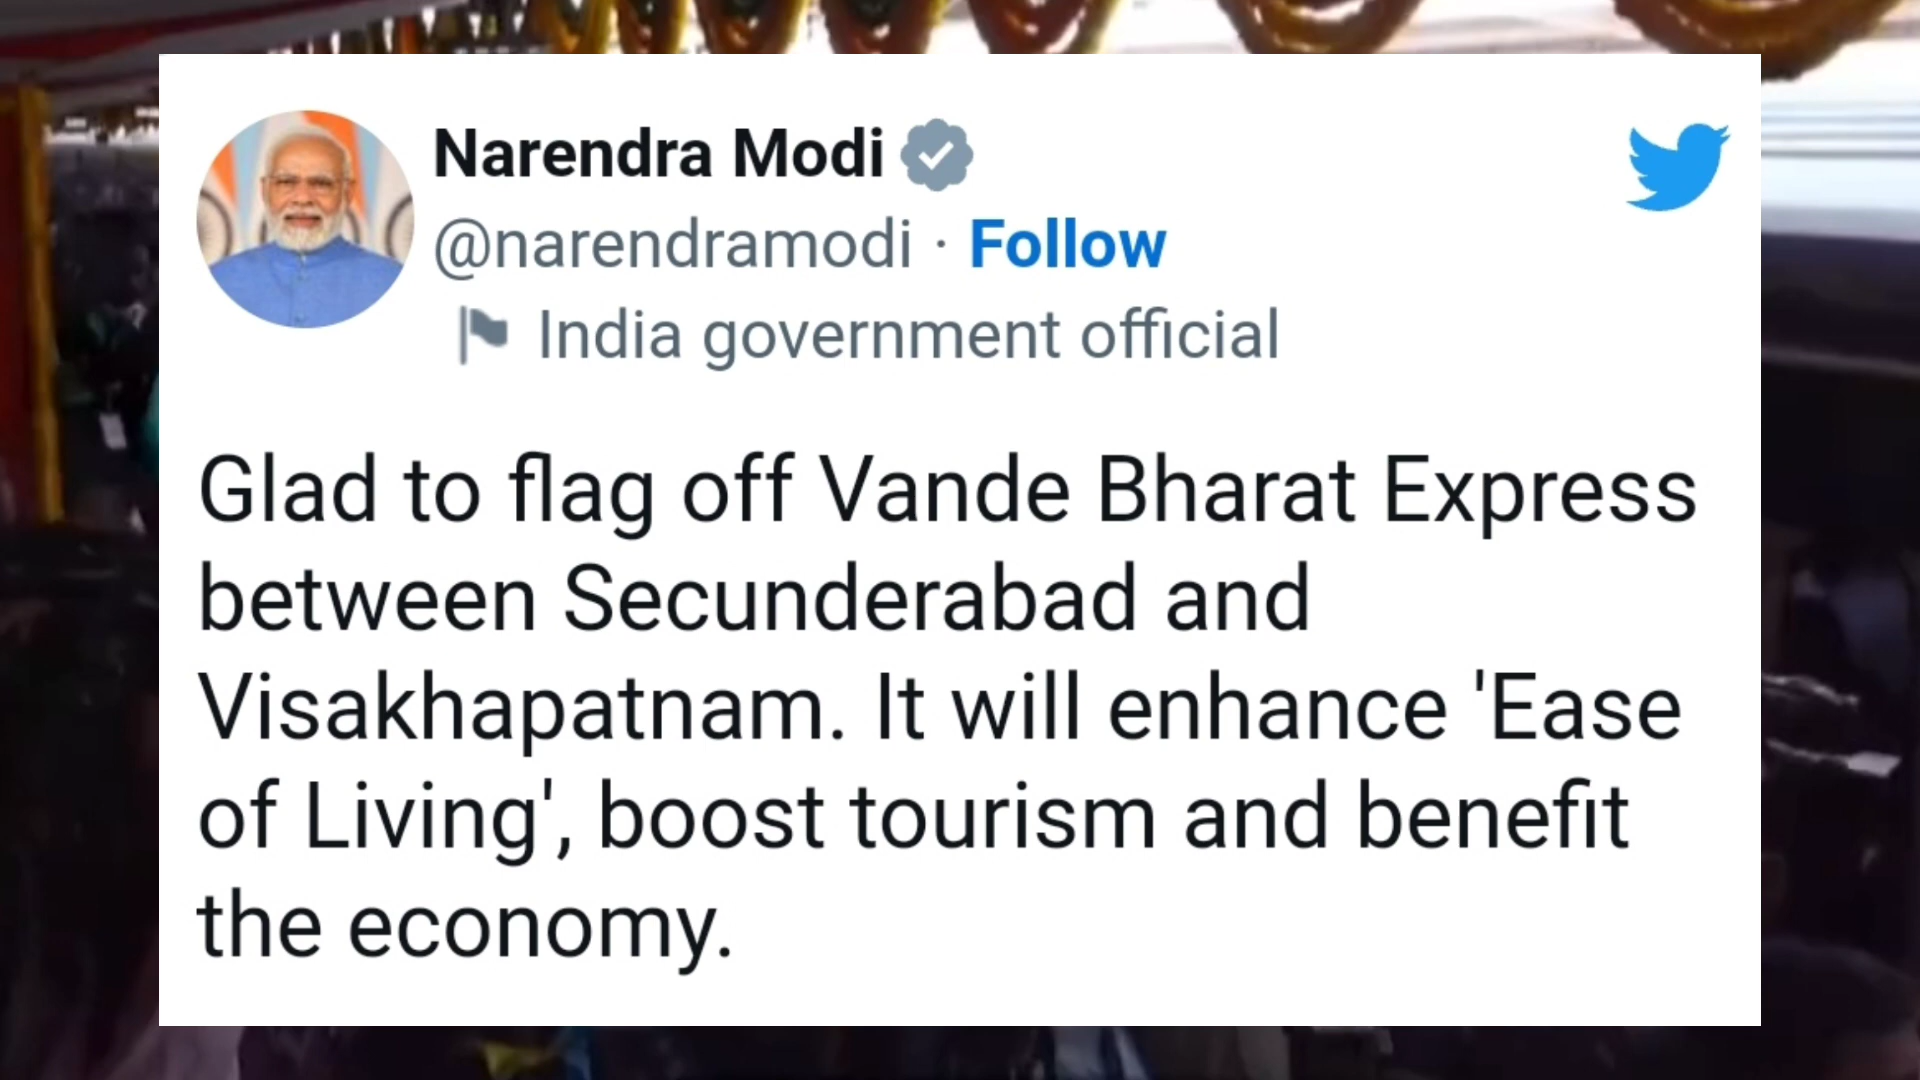 Narendra Modi
@narendramodi · Follow
India government official
Glad to flag off Vande Bharat Express
between Secunderabad and
Visakhapatnam. It will enhance 'Ease
of Living', boost tourism and benefit
the economy.